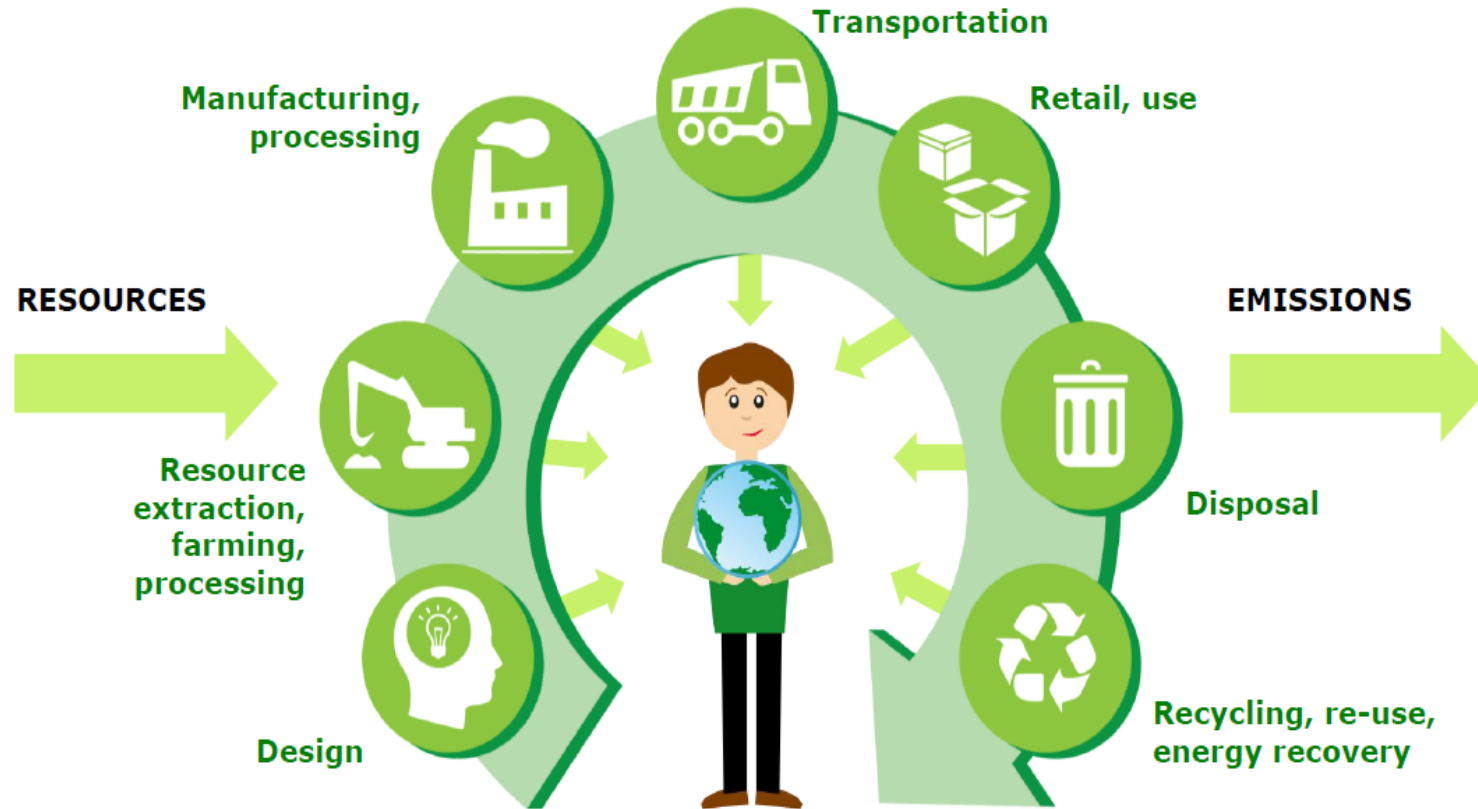 Transportation
Manufacturing,
processing
Retail, use
RESOURCES
EMISSIONS
Resource
extraction,
farming,
processing
Disposal
Design
Recycling, re-use,
energy recovery